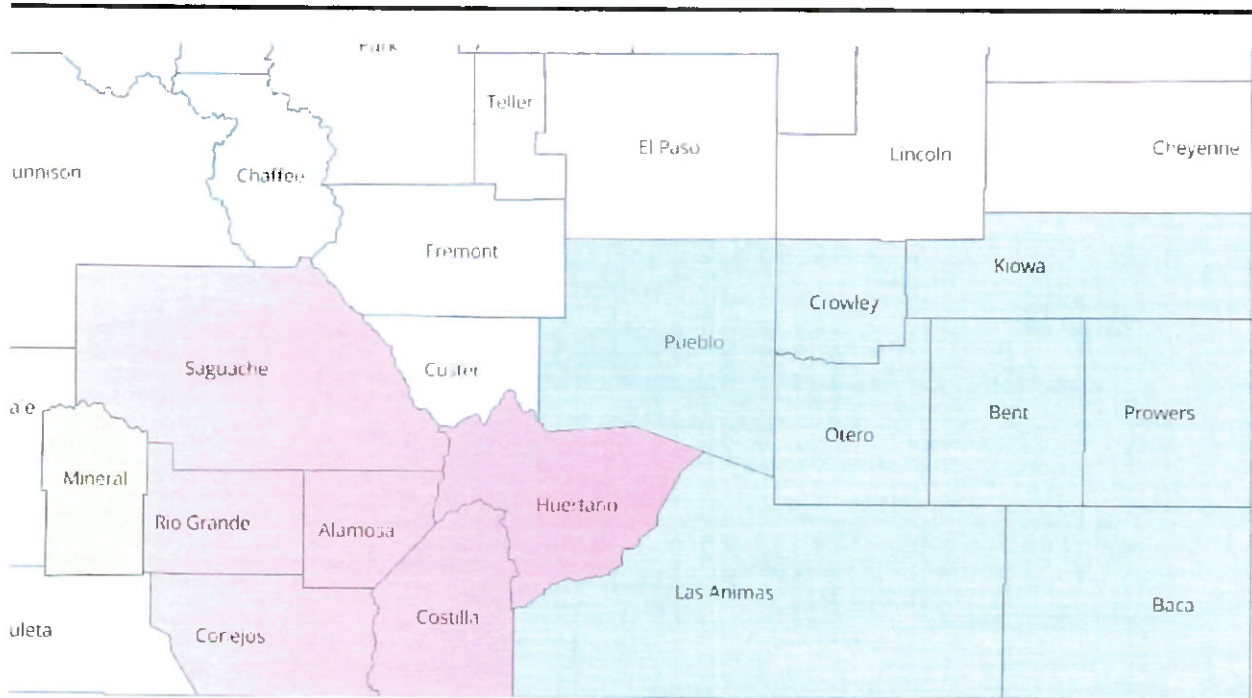 Park
Teller
El Paso
Lincoln
Cheyenne
unnison
Chaffee
Fremont
Kiowa
Crowley
Pueblo
Saguache
Custer
Bent
Prowers
Otero
Mineral
Huerfano
Rio Grande
Alamosa
Las Animas
Costilla
Baca
uleta
Conejos